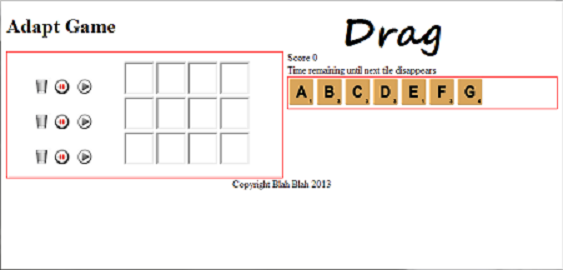 Adapt Game
Drag
Score 0
Time remaining until next tile disappears
A B C D E F G
Copyright Blah Blah 2013